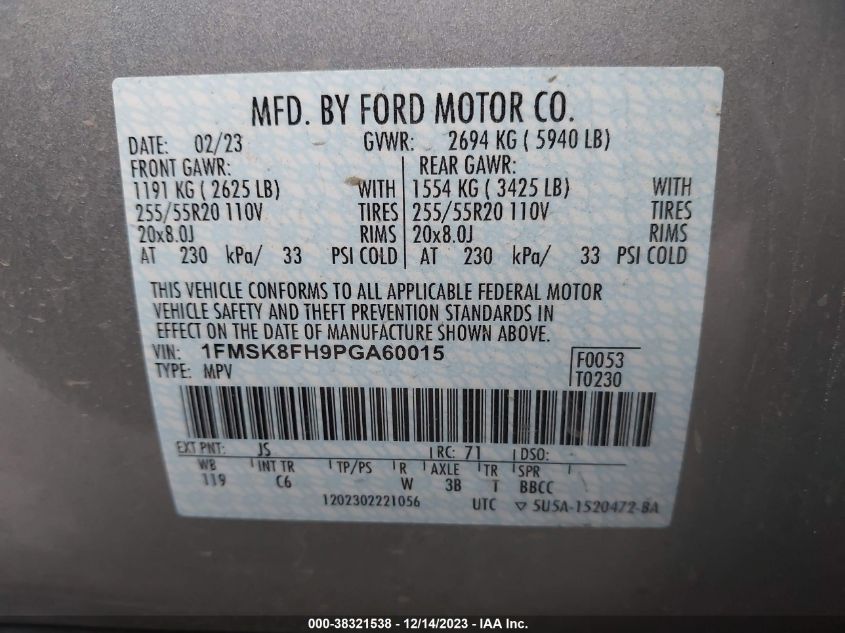 MFD. BY FORD MOTOR CO.
DATE: 02/23 GVWR: 2694 KG ( 5940 LB)
FRONT GAWR: REAR GAWR:
1191 KG ( 2625 LB) WITH 1554 KG ( 3425 LB) WITH
255/55R20 110V TIRES 255/55R20 110V TIRES
20x8.0J RIMS 20x8.0J RIMS
AT 230 kPa/ 33 PSI COLD AT 230 kPa/ 33 PSI COLD
THIS VEHICLE CONFORMS TO ALL APPLICABLE FEDERAL MOTOR
VEHICLE SAFETY AND THEFT PREVENTION STANDARDS IN
EFFECT ON THE DATE OF MANUFACTURE SHOWN ABOVE.
VIN: 1FMSK8FH9PGA60015 F0053
TYPE: MPV T0230
EXT PNT: JS RC: 71 DSO:
WB INT TR TP/PS R AXLE TR SPR
119 C6 W 3B T BBCC
1202302221056 UTC ▽ 5U5A-1520472-BA
000-38321538 - 12/14/2023 - IAA Inc.